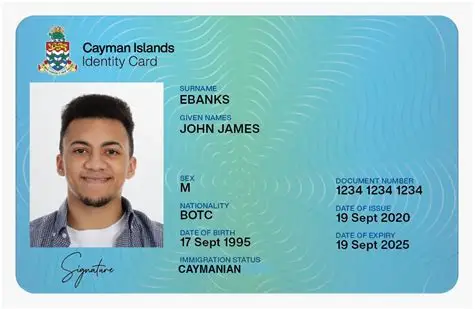 Cayman Islands
Identity Card
SURNAME
EBANKS
GIVEN NAMES
JOHN JAMES
SEX
M
NATIONALITY
BOTC
DATE OF BIRTH
17 Sept 1995
IMMIGRATION STATUS
CAYMANIAN
DOCUMENT NUMBER
1234 1234 1234
DATE OF ISSUE
19 Sept 2020
DATE OF EXPIRY
19 Sept 2025
Signature